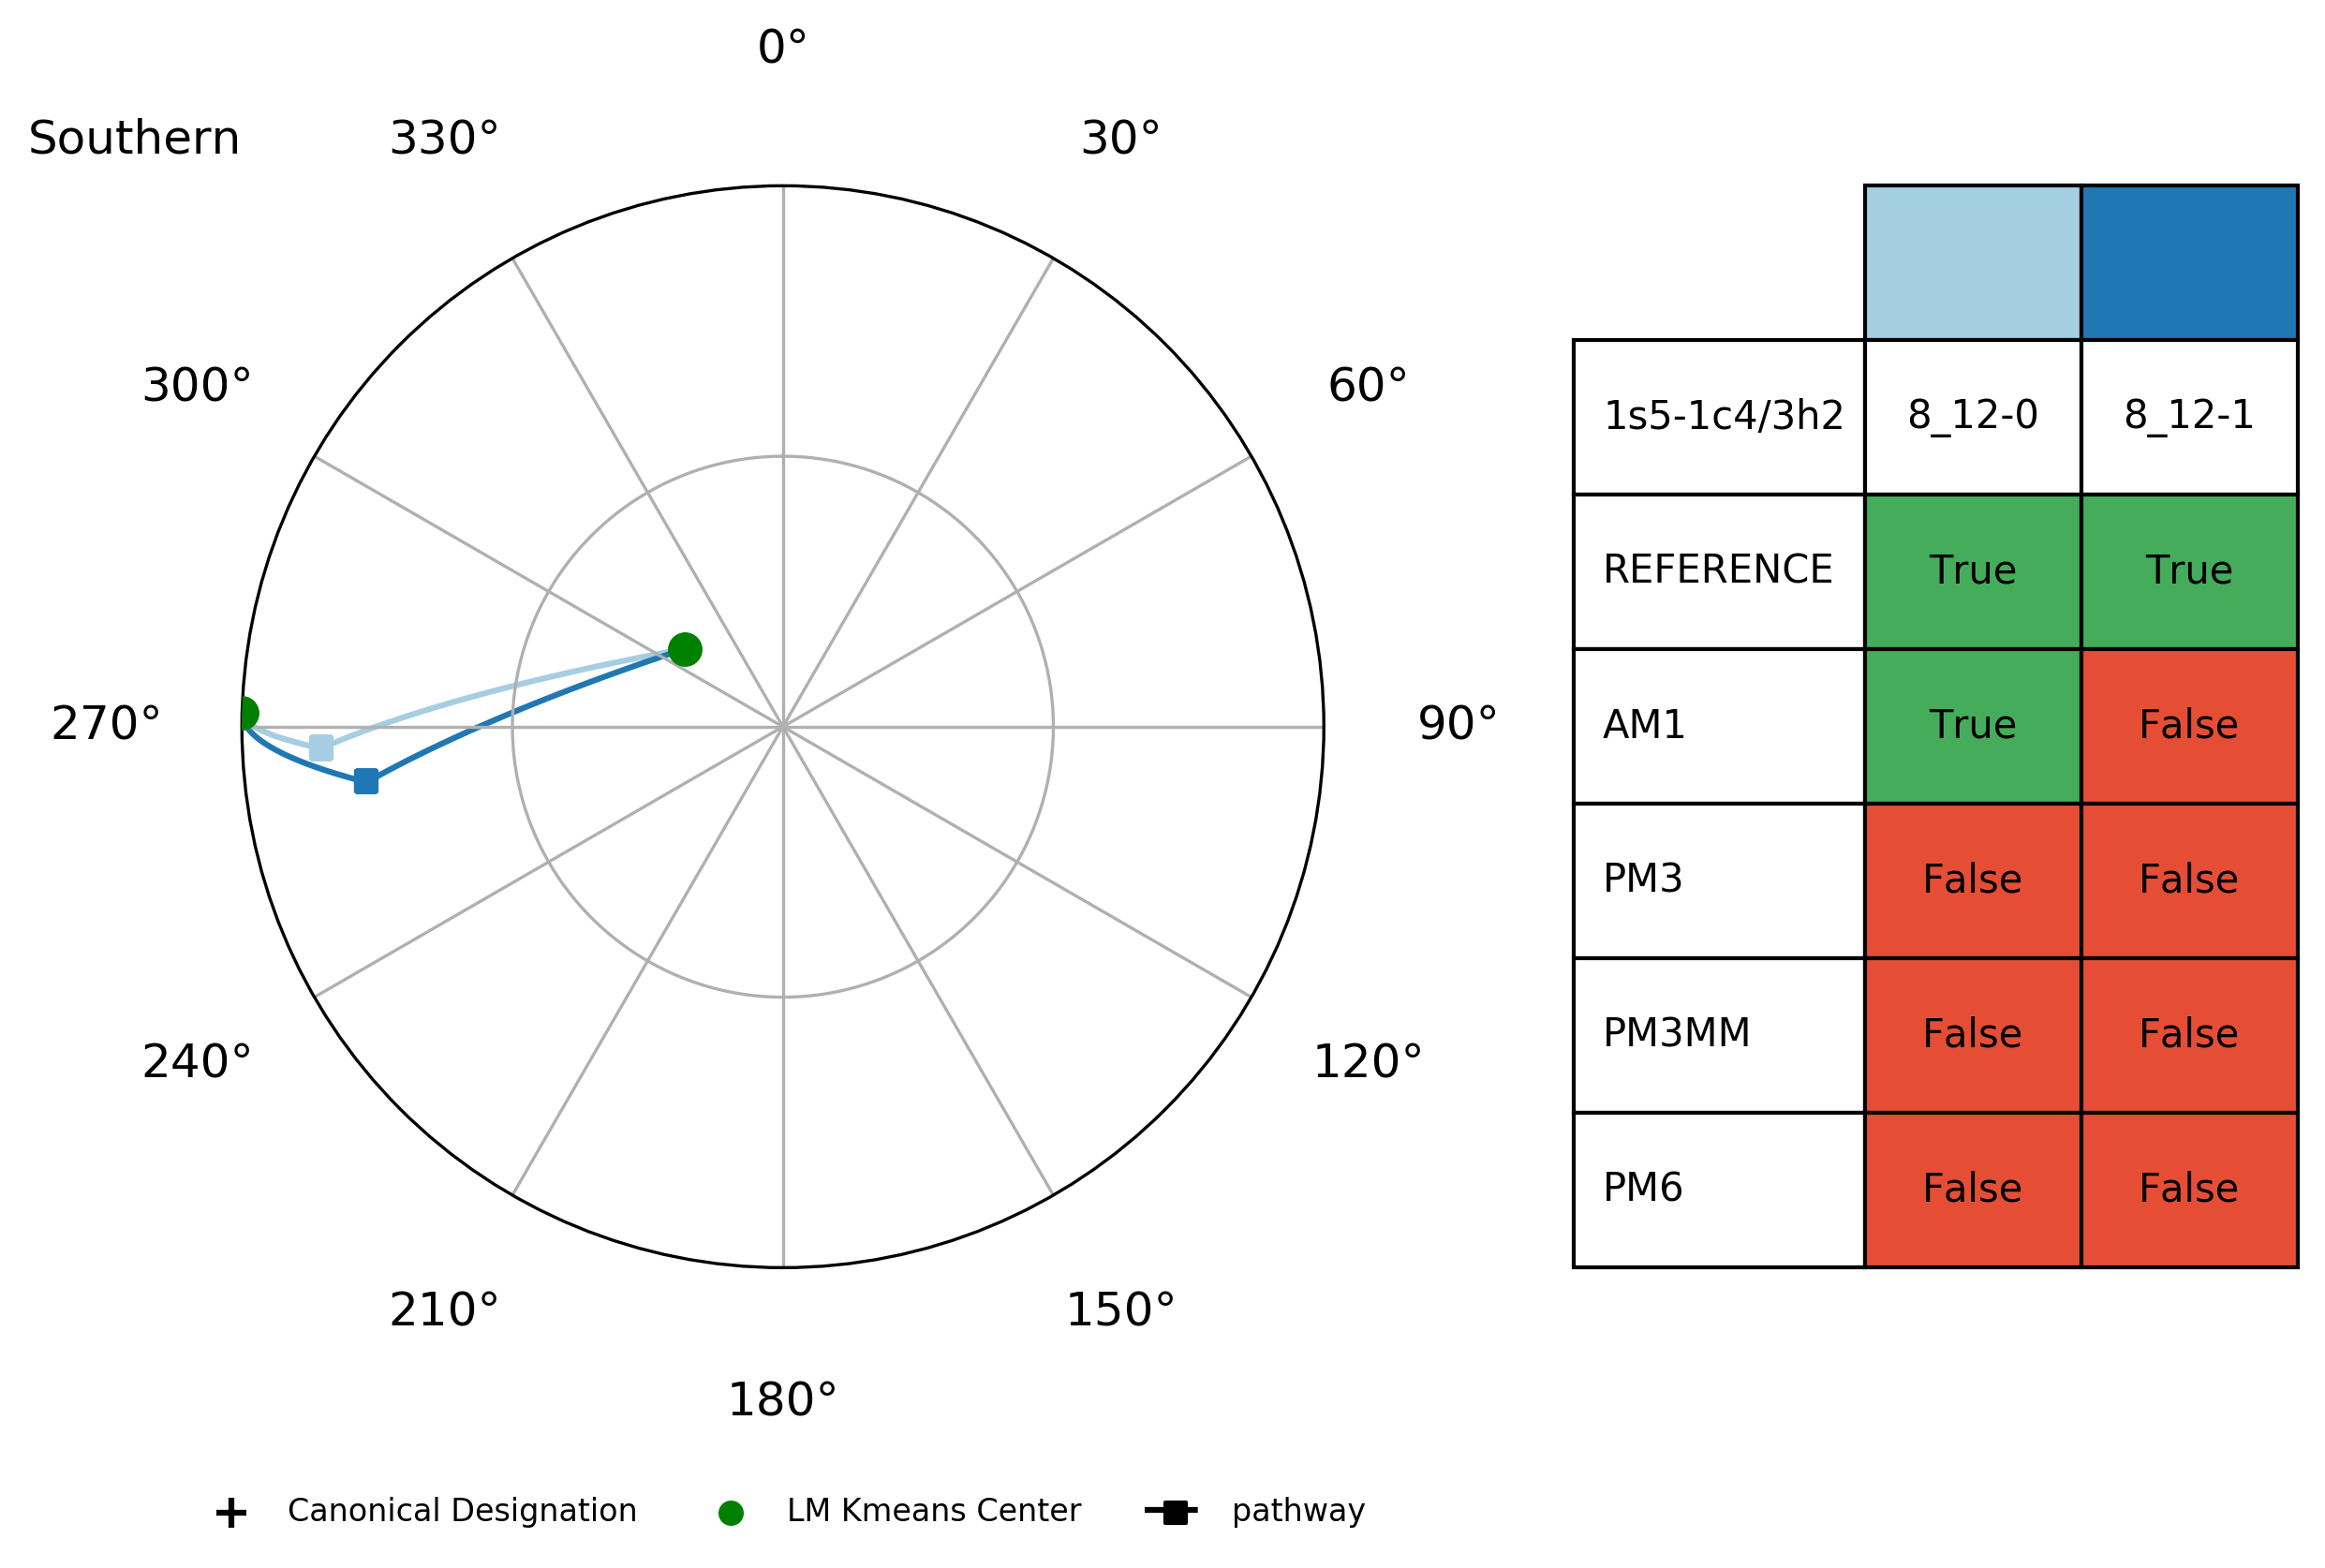 0°
Southern
330°
30°
300°
60°
270°
90°
240°
120°
210°
150°
180°
1s5-1c4/3h2 8_12-0 8_12-1
REFERENCE True True
AM1 True False
PM3 False False
PM3MM False False
PM6 False False
Canonical Designation LM Kmeans Center pathway